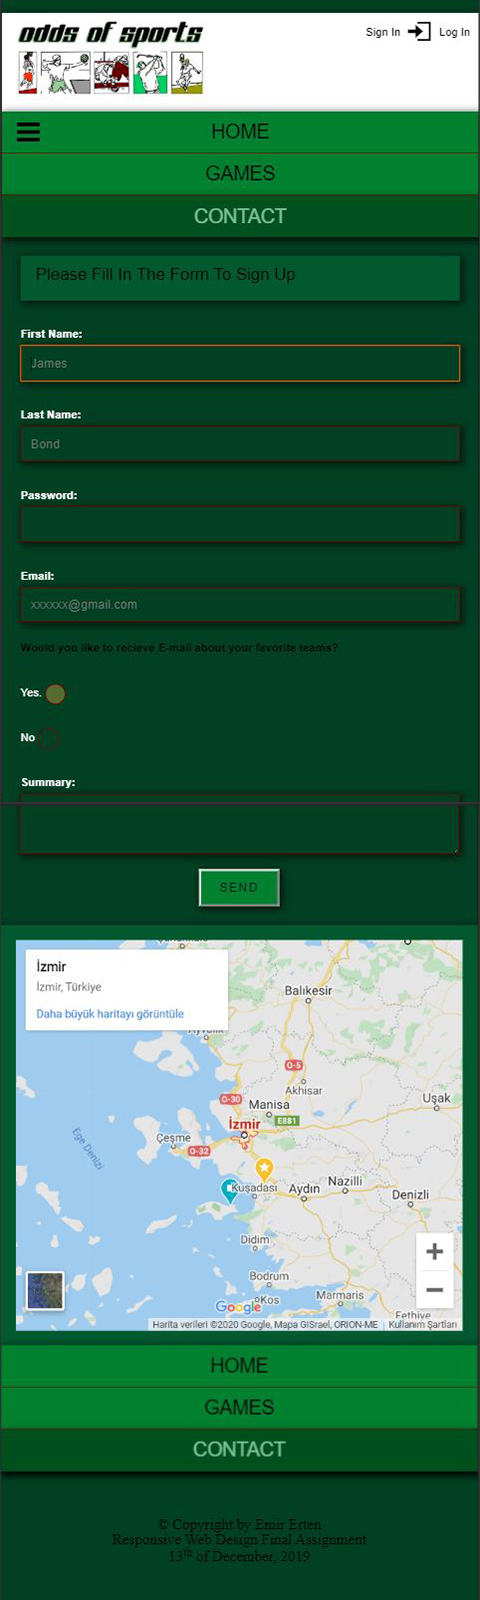 odds of sports
Sign In
Log In
HOME
GAMES
CONTACT
Please Fill In The Form To Sign Up
First Name:
James
Last Name:
Bond
Password:
Email:
xxxxxx@gmail.com
Would you like to recieve E-mail about your favorite teams?
Yes.
No
Summary:
SEND
İzmir
İzmir, Türkiye
Daha büyük haritayı görüntüle
Balıkesir
Ayvalık
O-5
Akhisar
O-30
Manisa
Uşak
E881
İzmir
Ege Denizi
Çeşme
O-32
Kuşadası
Aydın
Nazilli
Denizli
Didim
Bodrum
Kos
Marmaris
Fethiye
Google
Harita verileri ©2020 Google, Mapa GISrael, ORION-ME
Kullanım Şartları
HOME
GAMES
CONTACT
© Copyright by Emir Erten
Responsive Web Design Final Assignment
13th of December, 2019